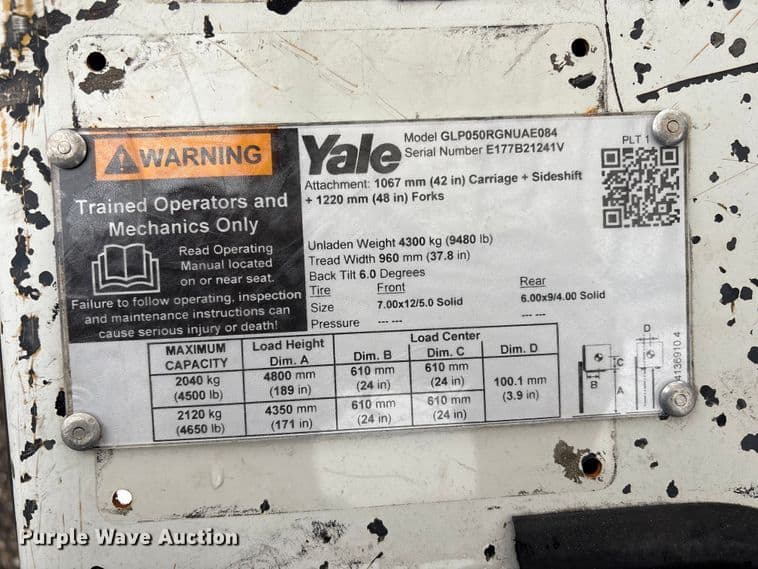 WARNING
Trained Operators and
Mechanics Only
Read Operating
Manual located
on or near seat.
Failure to follow operating, inspection
and maintenance instructions can
cause serious injury or death!
Yale
Model GLP050RGNUAE084
Serial Number E177B21241V
PLT 1
Attachment: 1067 mm (42 in) Carriage + Sideshift
+ 1220 mm (48 in) Forks
Unladen Weight 4300 kg (9480 lb)
Tread Width 960 mm (37.8 in)
Back Tilt 6.0 Degrees
Tire Front Rear
Size 7.00x12/5.0 Solid 6.00x9/4.00 Solid
Pressure --- --- --- ---
MAXIMUM CAPACITY Load Height Dim. A Load Center
Dim. B Dim. C Dim. D
2040 kg (4500 lb) 4800 mm (189 in) 610 mm (24 in) 610 mm (24 in) 100.1 mm (3.9 in)
2120 kg (4650 lb) 4350 mm (171 in) 610 mm (24 in) 610 mm (24 in)
D
C
B
A
4136910.4
Purple Wave Auction